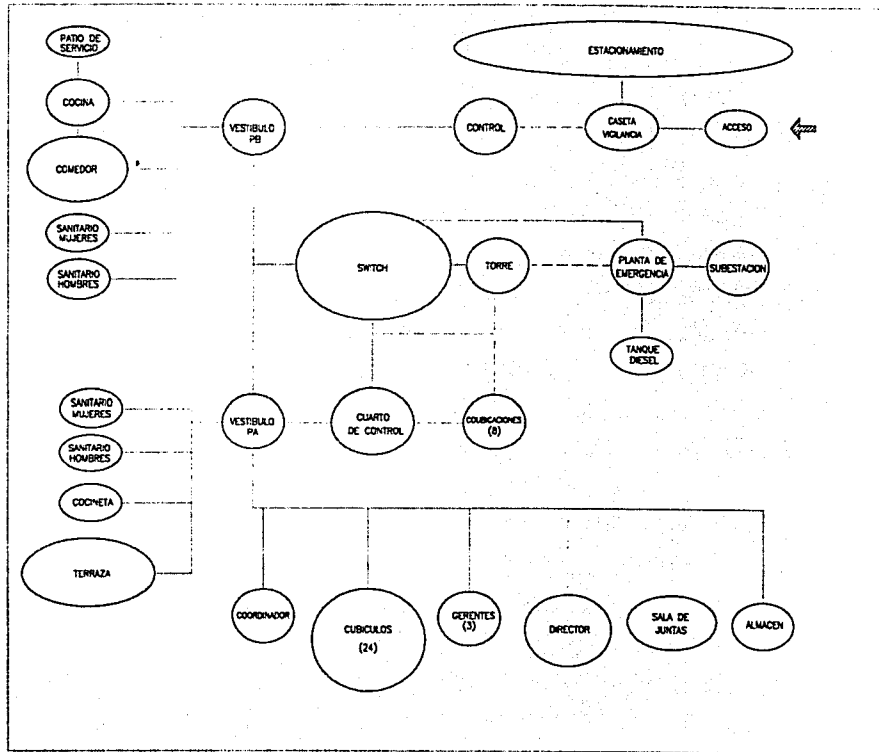 PATIO DE
SERVICIO
ESTACIONAMIENTO
COCINA
VESTIBULO
PB
CONTROL
CASETA
VIGILANCIA
ACCESO
COMEDOR
SANITARIO
MUJERES
SANITARIO
HOMBRES
SWITCH
TORRE
PLANTA DE
EMERGENCIA
SUBESTACION
TANQUE
DIESEL
SANITARIO
MUJERES
SANITARIO
HOMBRES
VESTIBULO
PA
CUARTO
DE CONTROL
COUBICACIONES
(8)
COCINETA
TERRAZA
COORDINADOR
CUBICULOS
(24)
GERENTES
(3)
DIRECTOR
SALA DE
JUNTAS
ALMACEN